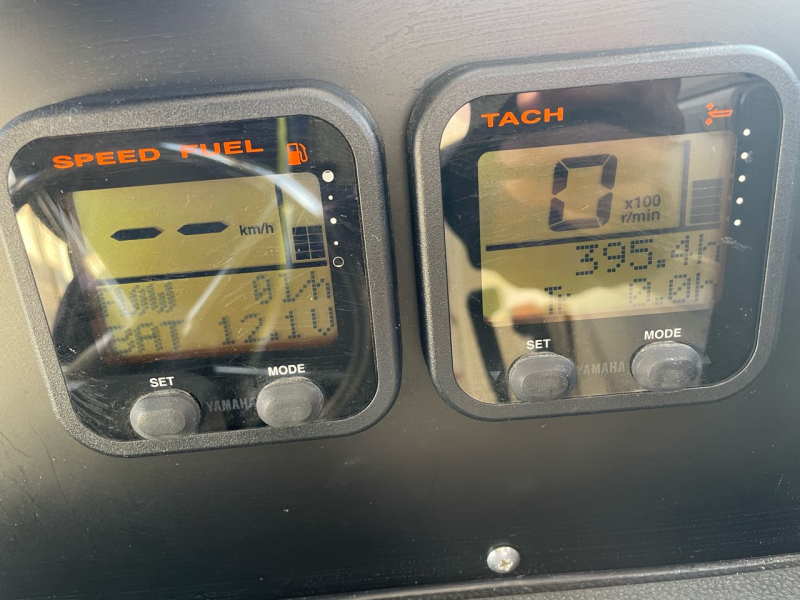 SPEED FUEL
-- km/h
0l/h
BAT 12.1V
SET
MODE
YAMAHA
TACH
0 x100 r/min
395.4h
T: 0.0h
SET
MODE
YAMAHA